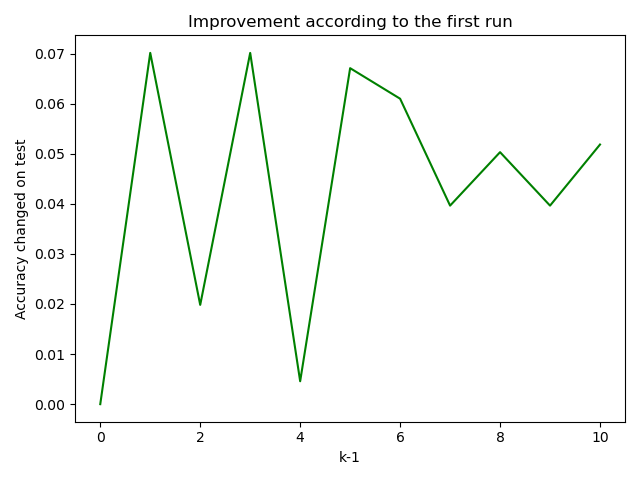 Improvement according to the first run
Accuracy changed on test
0.07
0.06
0.05
0.04
0.03
0.02
0.01
0.00
0 2 4 6 8 10
k-1